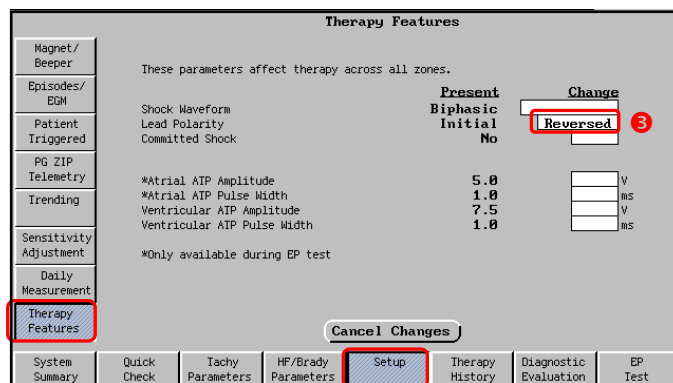 Therapy Features
Magnet/
Beeper
Episodes/
EGM
Patient
Triggered
PG ZIP
Telemetry
Trending
Sensitivity
Adjustment
Daily
Measurement
Therapy
Features
These parameters affect therapy across all zones.
Present Change
Shock Waveform Biphasic
Lead Polarity Initial Reversed 3
Committed Shock No
*Atrial ATP Amplitude 5.0 V
*Atrial ATP Pulse Width 1.0 ms
Ventricular ATP Amplitude 7.5 V
Ventricular ATP Pulse Width 1.0 ms
*Only available during EP test
Cancel Changes
System
Summary
Quick
Check
Tachy
Parameters
HF/Brady
Parameters
Setup
Therapy
History
Diagnostic
Evaluation
EP
Test